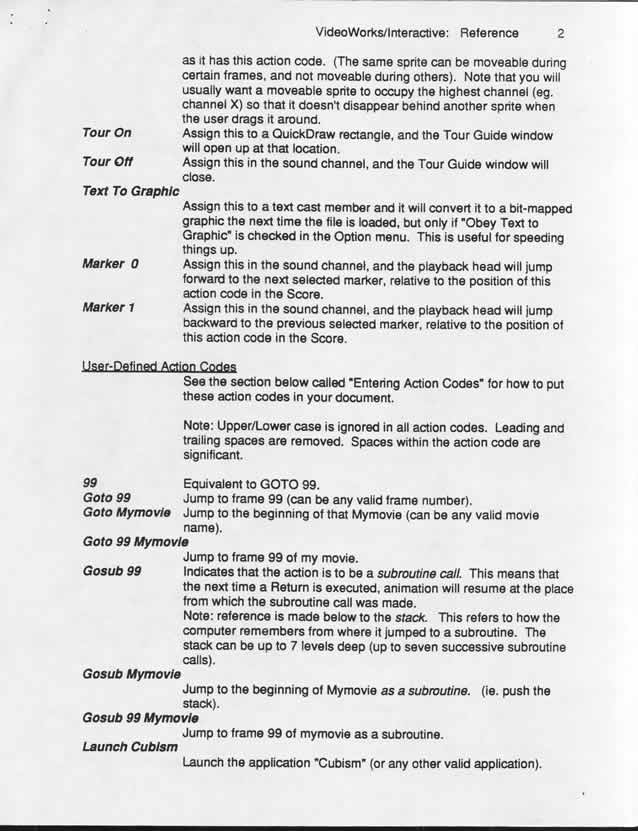 VideoWorks/Interactive: Reference 2
as it has this action code. (The same sprite can be moveable during
certain frames, and not moveable during others). Note that you will
usually want a moveable sprite to occupy the highest channel (eg.
channel X) so that it doesn't disappear behind another sprite when
the user drags it around.
Tour On Assign this to a QuickDraw rectangle, and the Tour Guide window
will open up at that location.
Tour Off Assign this in the sound channel, and the Tour Guide window will
close.
Text To Graphic
Assign this to a text cast member and it will convert it to a bit-mapped
graphic the next time the file is loaded, but only if "Obey Text to
Graphic" is checked in the Option menu. This is useful for speeding
things up.
Marker 0 Assign this in the sound channel, and the playback head will jump
forward to the next selected marker, relative to the position of this
action code in the Score.
Marker 1 Assign this in the sound channel, and the playback head will jump
backward to the previous selected marker, relative to the position of
this action code in the Score.
User-Defined Action Codes
See the section below called "Entering Action Codes" for how to put
these action codes in your document.
Note: Upper/Lower case is ignored in all action codes. Leading and
trailing spaces are removed. Spaces within the action code are
significant.
99 Equivalent to GOTO 99.
Goto 99 Jump to frame 99 (can be any valid frame number).
Goto Mymovie Jump to the beginning of that Mymovie (can be any valid movie
name).
Goto 99 Mymovie
Jump to frame 99 of my movie.
Gosub 99 Indicates that the action is to be a subroutine call. This means that
the next time a Return is executed, animation will resume at the place
from which the subroutine call was made.
Note: reference is made below to the stack. This refers to how the
computer remembers from where it jumped to a subroutine. The
stack can be up to 7 levels deep (up to seven successive subroutine
calls).
Gosub Mymovie
Jump to the beginning of Mymovie as a subroutine. (ie. push the
stack).
Gosub 99 Mymovie
Jump to frame 99 of mymovie as a subroutine.
Launch Cubism
Launch the application "Cubism" (or any other valid application).